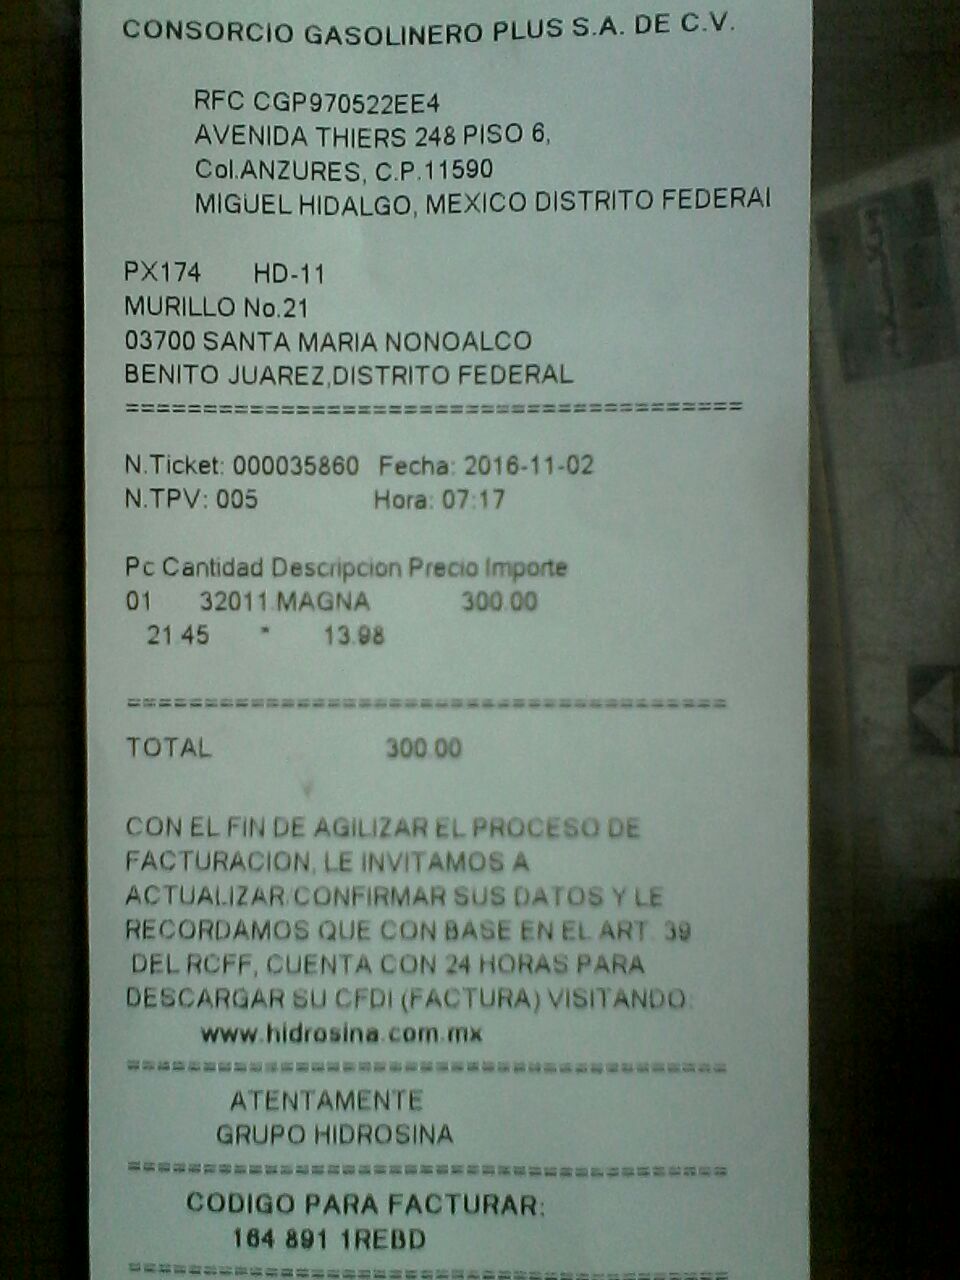 CONSORCIO GASOLINERO PLUS S.A. DE C.V.
RFC CGP970522EE4
AVENIDA THIERS 248 PISO 6,
Col.ANZURES, C.P.11590
MIGUEL HIDALGO, MEXICO DISTRITO FEDERAl
PX174 HD-11
MURILLO No.21
03700 SANTA MARIA NONOALCO
BENITO JUAREZ,DISTRITO FEDERAL
========================================
N.Ticket: 000035860 Fecha: 2016-11-02
N.TPV: 005 Hora: 07:17
Pc Cantidad Descripcion Precio Importe
01 32011 MAGNA 300.00
21.45 * 13.98
========================================
TOTAL 300.00
CON EL FIN DE AGILIZAR EL PROCESO DE
FACTURACION, LE INVITAMOS A
ACTUALIZAR CONFIRMAR SUS DATOS Y LE
RECORDAMOS QUE CON BASE EN EL ART. 39
DEL RCFF, CUENTA CON 24 HORAS PARA
DESCARGAR SU CFDI (FACTURA) VISITANDO:
www.hidrosina.com.mx
========================================
ATENTAMENTE
GRUPO HIDROSINA
========================================
CODIGO PARA FACTURAR:
164 891 1REBD
========================================